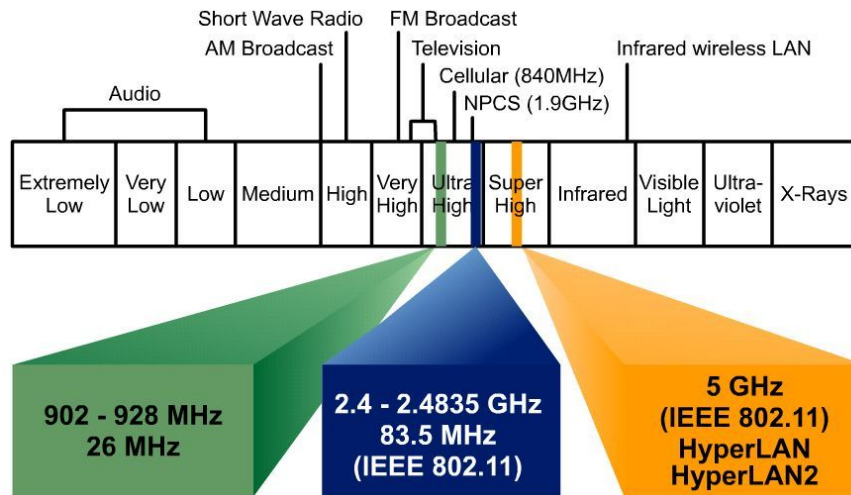 Short Wave Radio
FM Broadcast
AM Broadcast
Television
Infrared wireless LAN
Cellular (840MHz)
NPCS (1.9GHz)
Audio
Extremely
Low
Very
Low
Low
Medium
High
Very
High
Ultra
High
Super
High
Infrared
Visible
Light
Ultra-
violet
X-Rays
902 - 928 MHz
26 MHz
2.4 - 2.4835 GHz
83.5 MHz
(IEEE 802.11)
5 GHz
(IEEE 802.11)
HyperLAN
HyperLAN2